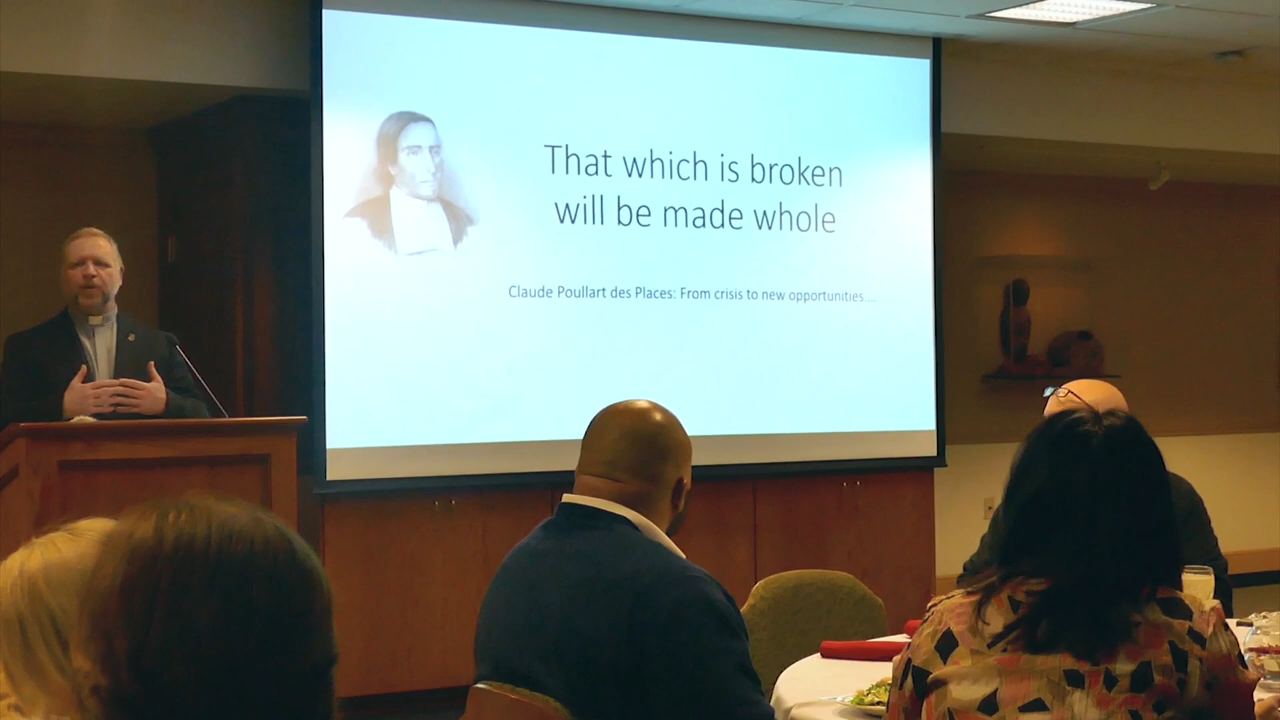 That which is broken
will be made whole
Claude Poullart des Places: From crisis to new opportunities....